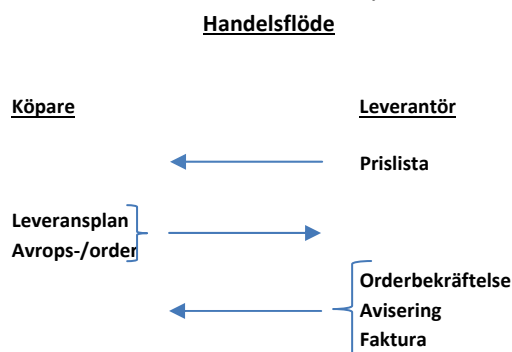 Handelsflöde
Köpare
Leverantör
Prislista
Leveransplan
Avrops-/order
Orderbekräftelse
Avisering
Faktura